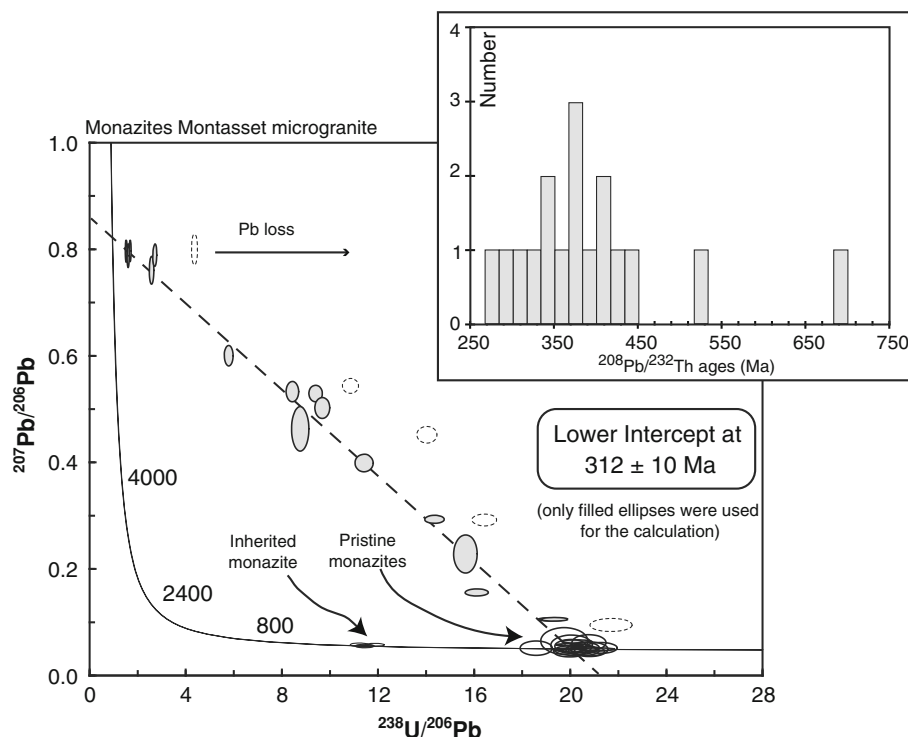 Monazites Montasset microgranite
1.0
0.8
0.6
0.4
0.2
0.0
207Pb/206Pb
0
4
8
12
16
20
24
28
238U/206Pb
Pb loss
4000
2400
800
Inherited
monazite
Pristine
monazites
Lower Intercept at
312 ± 10 Ma
(only filled ellipses were used
for the calculation)
4
3
2
1
0
Number
250
350
450
550
650
750
208Pb/232Th ages (Ma)